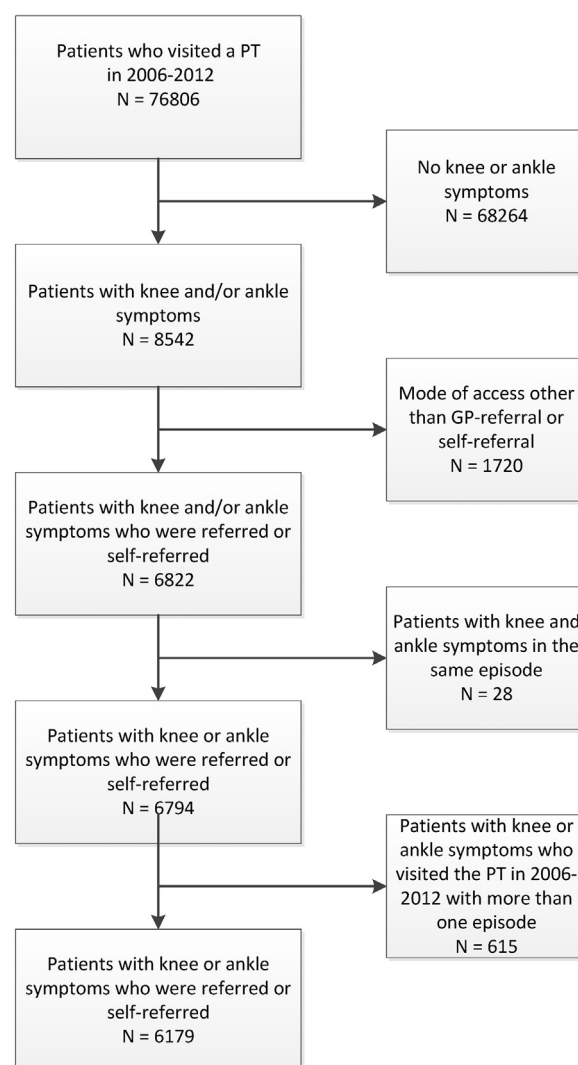 Patients who visited a PT
in 2006-2012
N = 76806
No knee or ankle
symptoms
N = 68264
Patients with knee and/or ankle
symptoms
N = 8542
Mode of access other
than GP-referral or
self-referral
N = 1720
Patients with knee and/or ankle
symptoms who were referred or
self-referred
N = 6822
Patients with knee and
ankle symptoms in the
same episode
N = 28
Patients with knee or ankle
symptoms who were referred or
self-referred
N = 6794
Patients with knee or
ankle symptoms who
visited the PT in 2006-
2012 with more than
one episode
N = 615
Patients with knee or ankle
symptoms who were referred or
self-referred
N = 6179